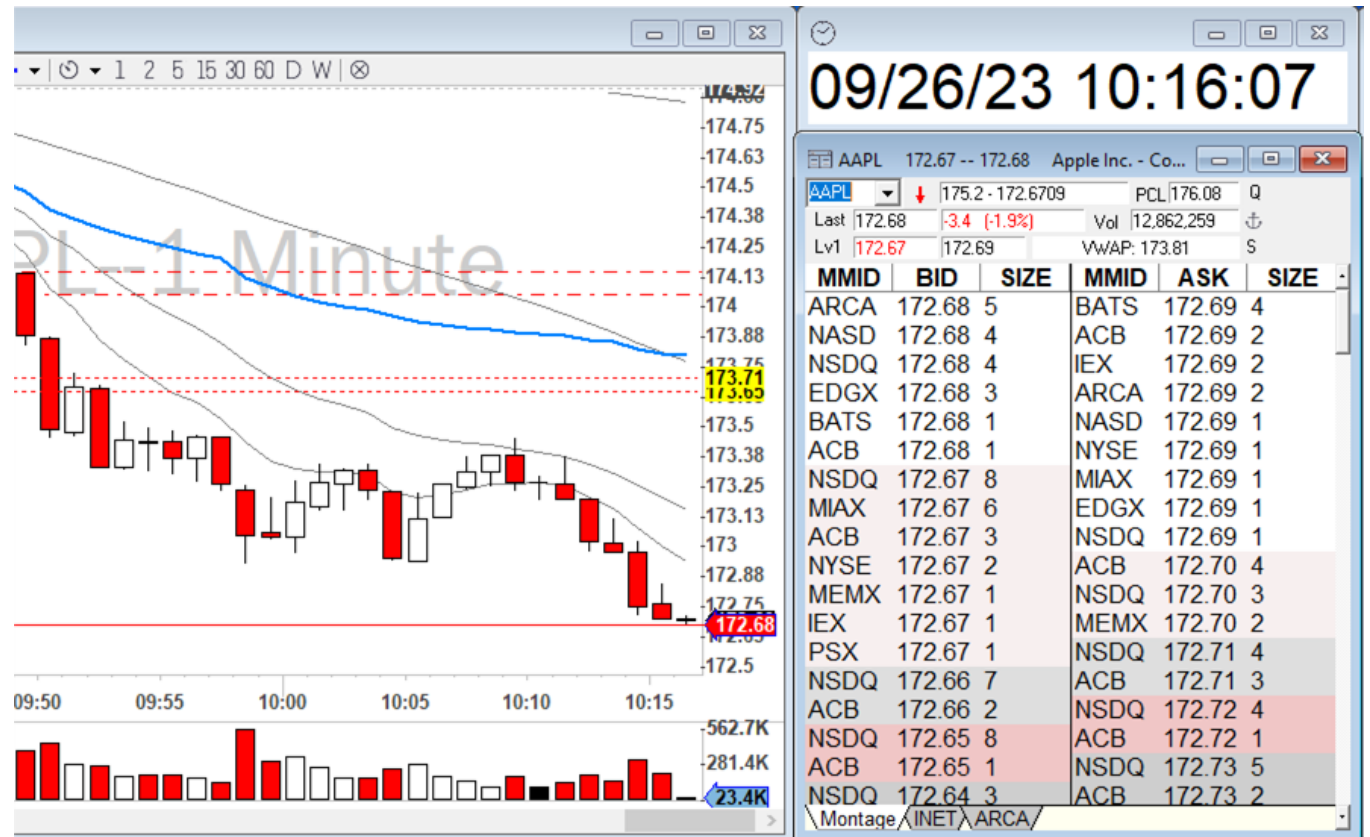 1 2 5 15 30 60 D W
PL--1 Minute
174.92
174.75
174.63
174.5
174.38
174.25
174.13
174
173.88
173.75
173.71
173.65
173.5
173.38
173.25
173.13
173
172.88
172.75
172.68
172.5
09:50 09:55 10:00 10:05 10:10 10:15
562.7K
281.4K
23.4K
09/26/23 10:16:07
AAPL 172.67 -- 172.68 Apple Inc. - Co...
AAPL 175.2 - 172.6709 PCL 176.08 Q
Last 172.68 -3.4 (-1.9%) Vol 12,862,259
Lv1 172.67 172.69 VWAP: 173.81 S
MMID BID SIZE MMID ASK SIZE
ARCA 172.68 5 BATS 172.69 4
NASD 172.68 4 ACB 172.69 2
NSDQ 172.68 4 IEX 172.69 2
EDGX 172.68 3 ARCA 172.69 2
BATS 172.68 1 NASD 172.69 1
ACB 172.68 1 NYSE 172.69 1
NSDQ 172.67 8 MIAX 172.69 1
MIAX 172.67 6 EDGX 172.69 1
ACB 172.67 3 NSDQ 172.69 1
NYSE 172.67 2 ACB 172.70 4
MEMX 172.67 1 NSDQ 172.70 3
IEX 172.67 1 MEMX 172.70 2
PSX 172.67 1 NSDQ 172.71 4
NSDQ 172.66 7 ACB 172.71 3
ACB 172.66 2 NSDQ 172.72 4
NSDQ 172.65 8 ACB 172.72 1
ACB 172.65 1 NSDQ 172.73 5
NSDQ 172.64 3 ACB 172.73 2
Montage INET ARCA